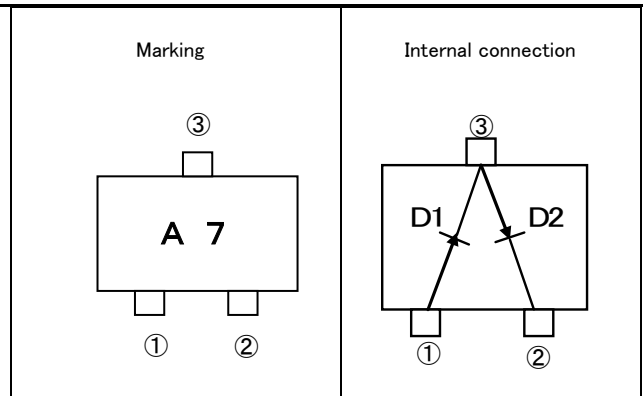 Marking
③
A 7
① ②
Internal connection
③
D1 D2
① ②